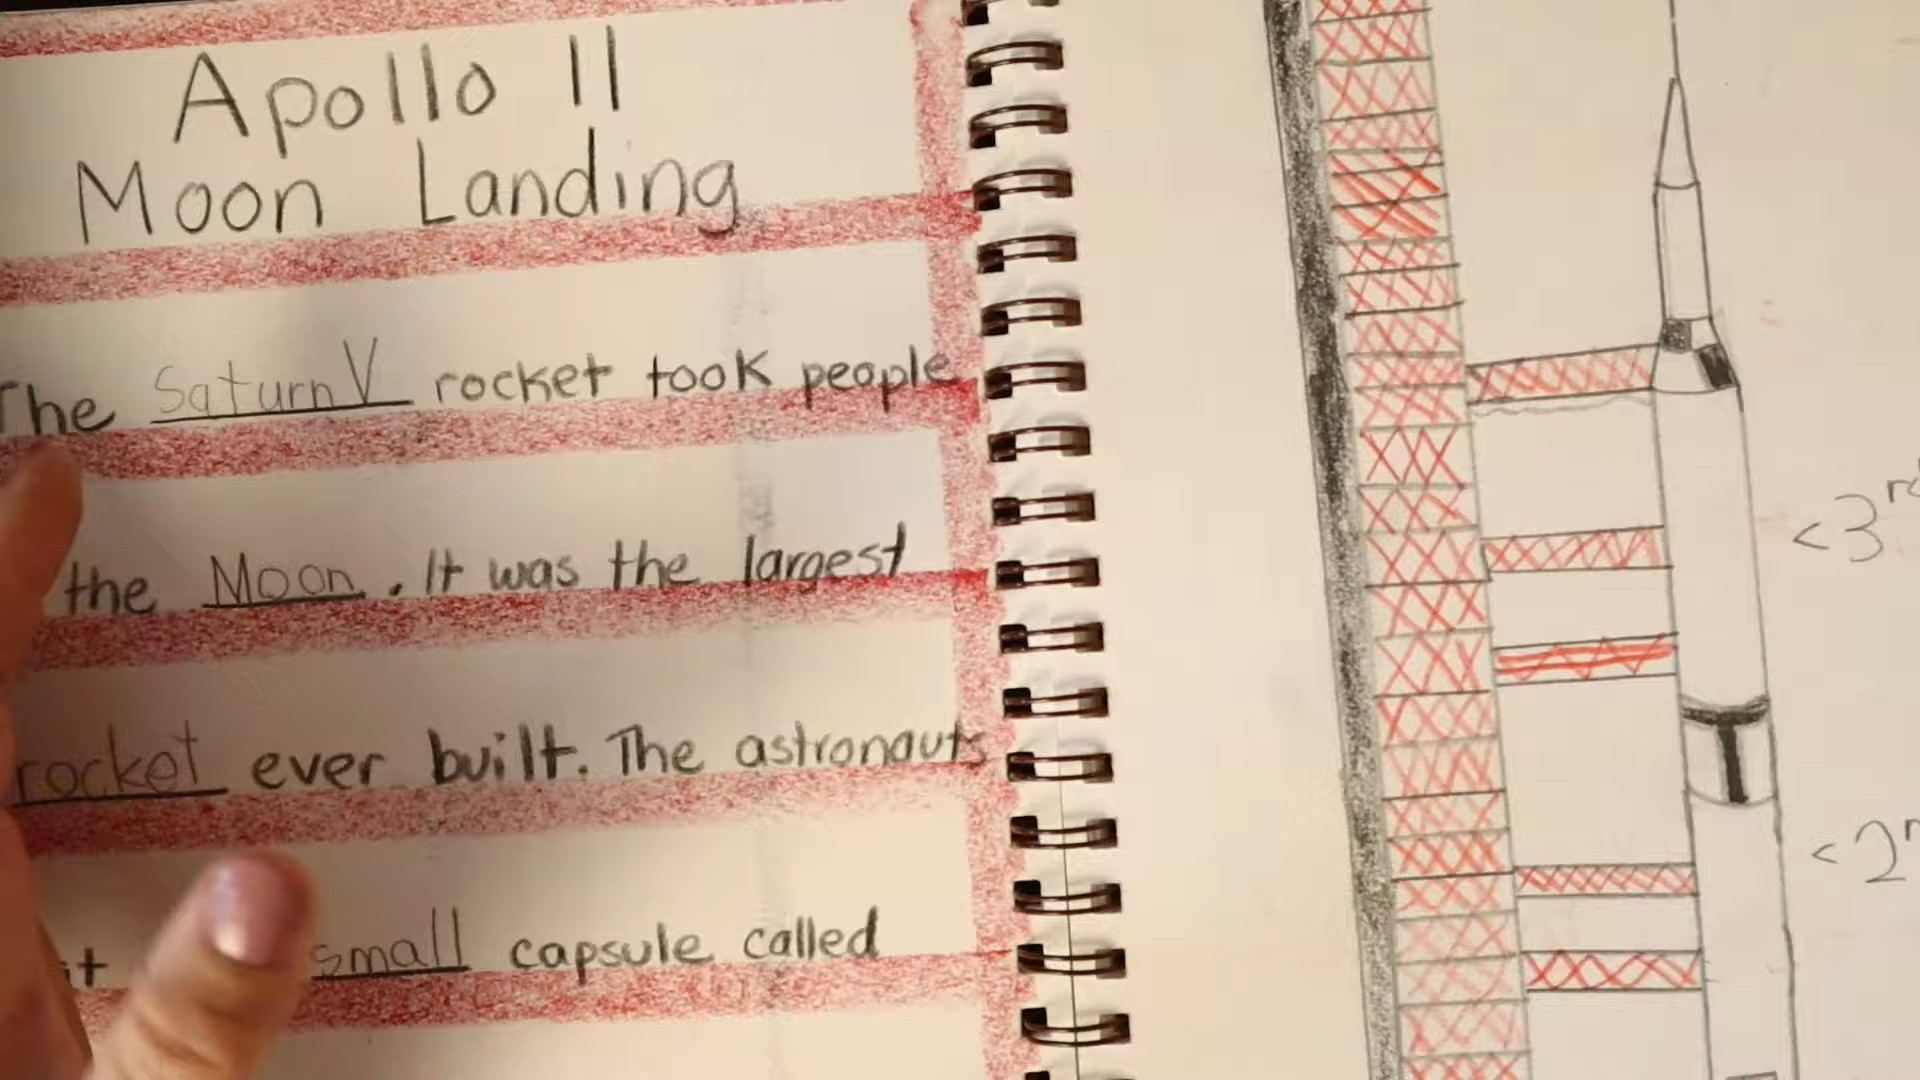 Apollo 11
Moon Landing
The Saturn V rocket took people
the Moon. It was the largest
rocket ever built. The astronauts
small capsule called
<3rd
<2